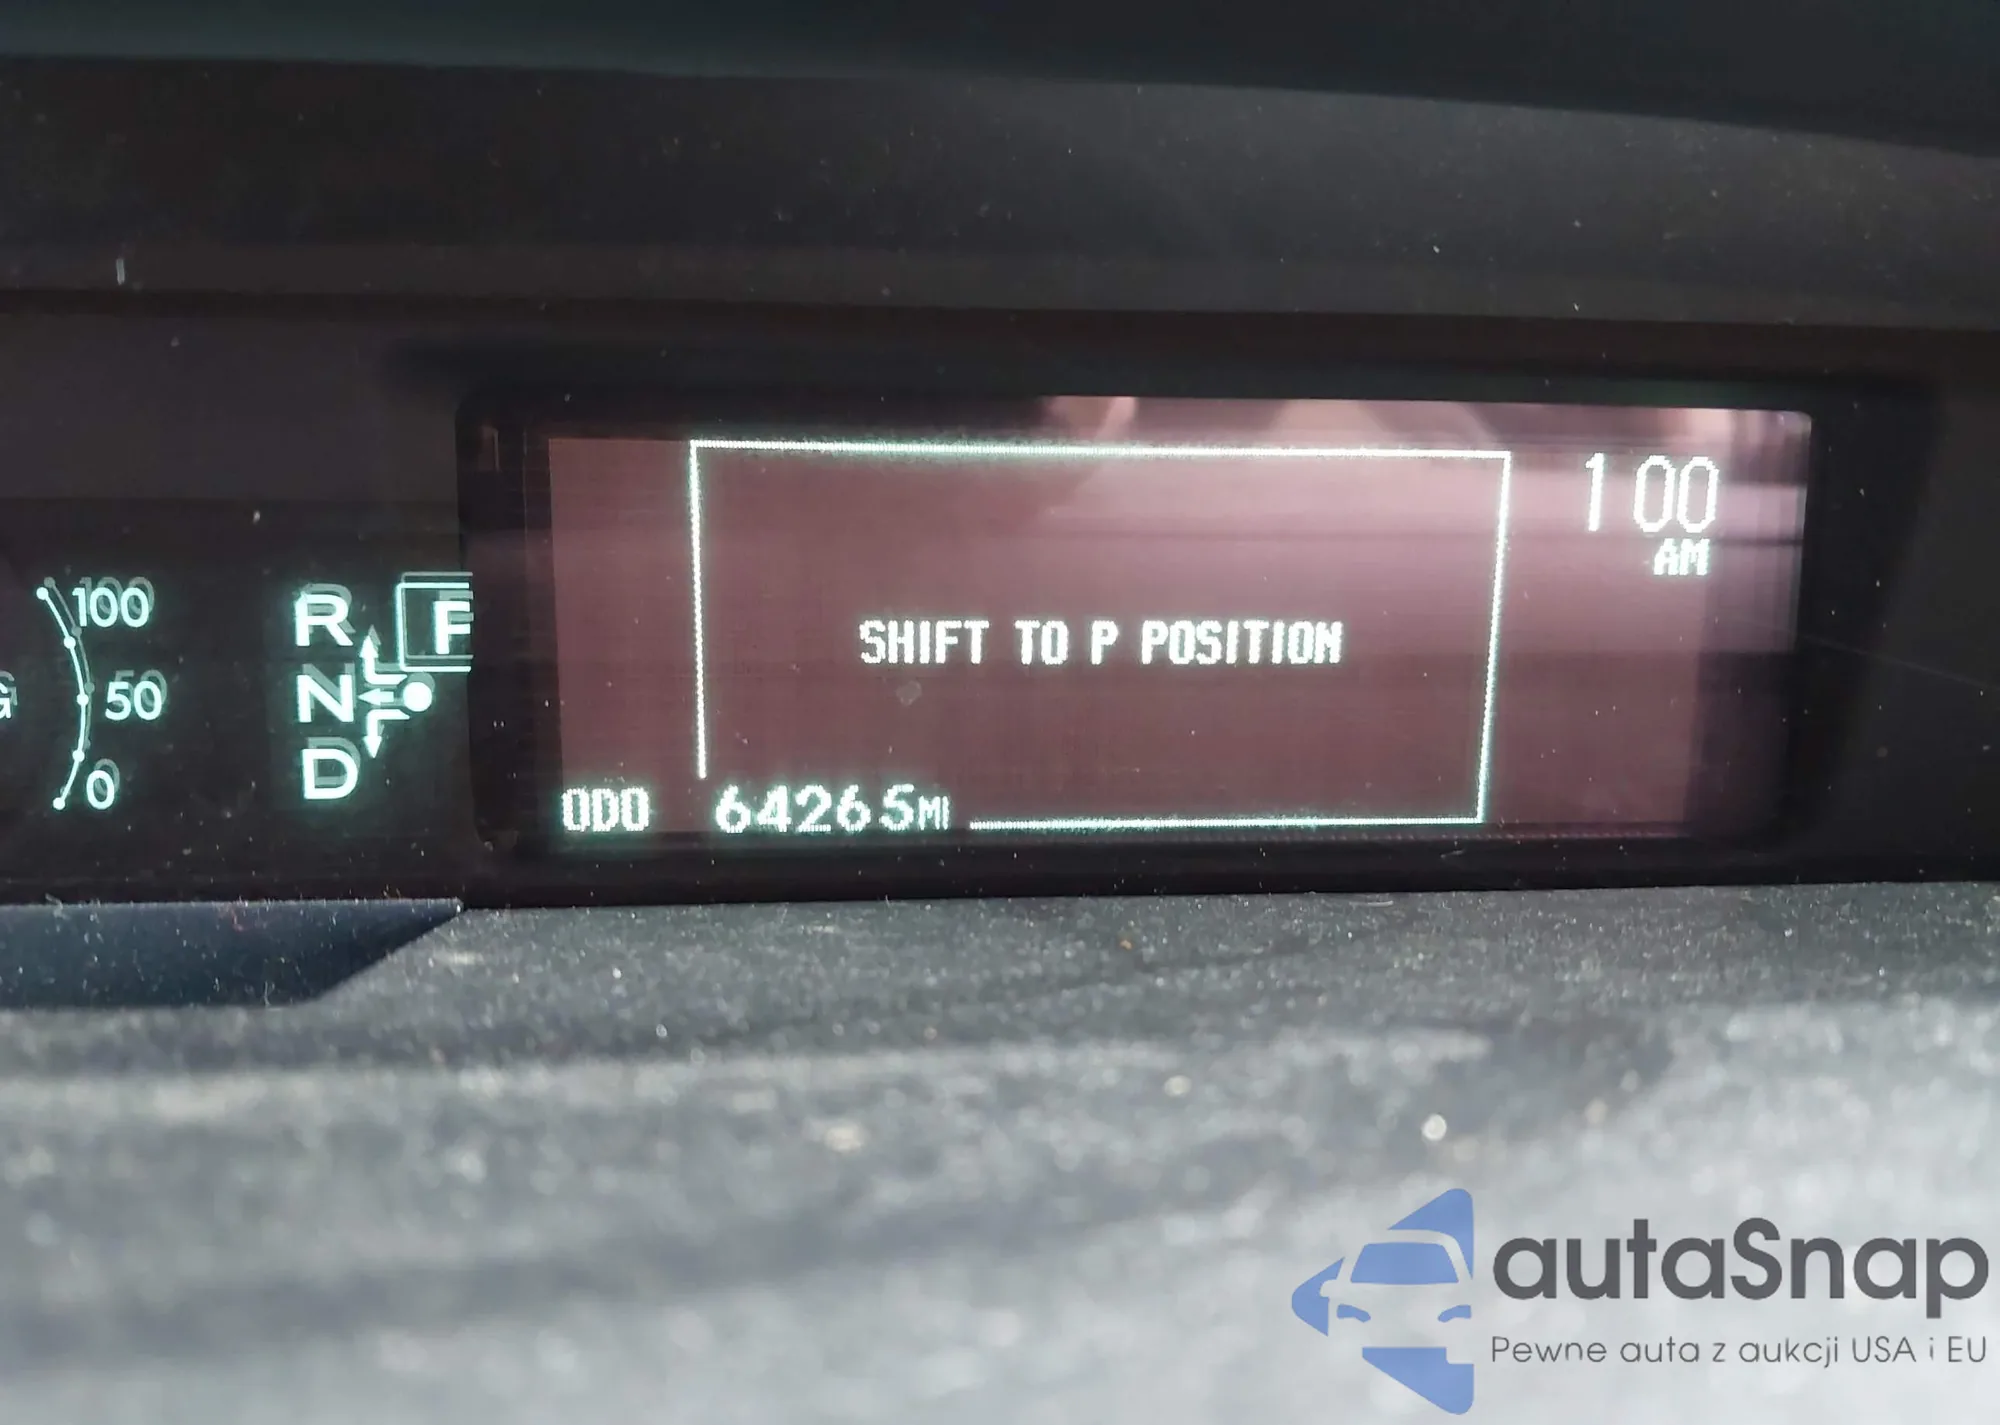 1 00
AM
SHIFT TO P POSITION
ODO 64265MI
100
50
0
R
N
D
autaSnap
Pewne auta z aukcji USA i EU